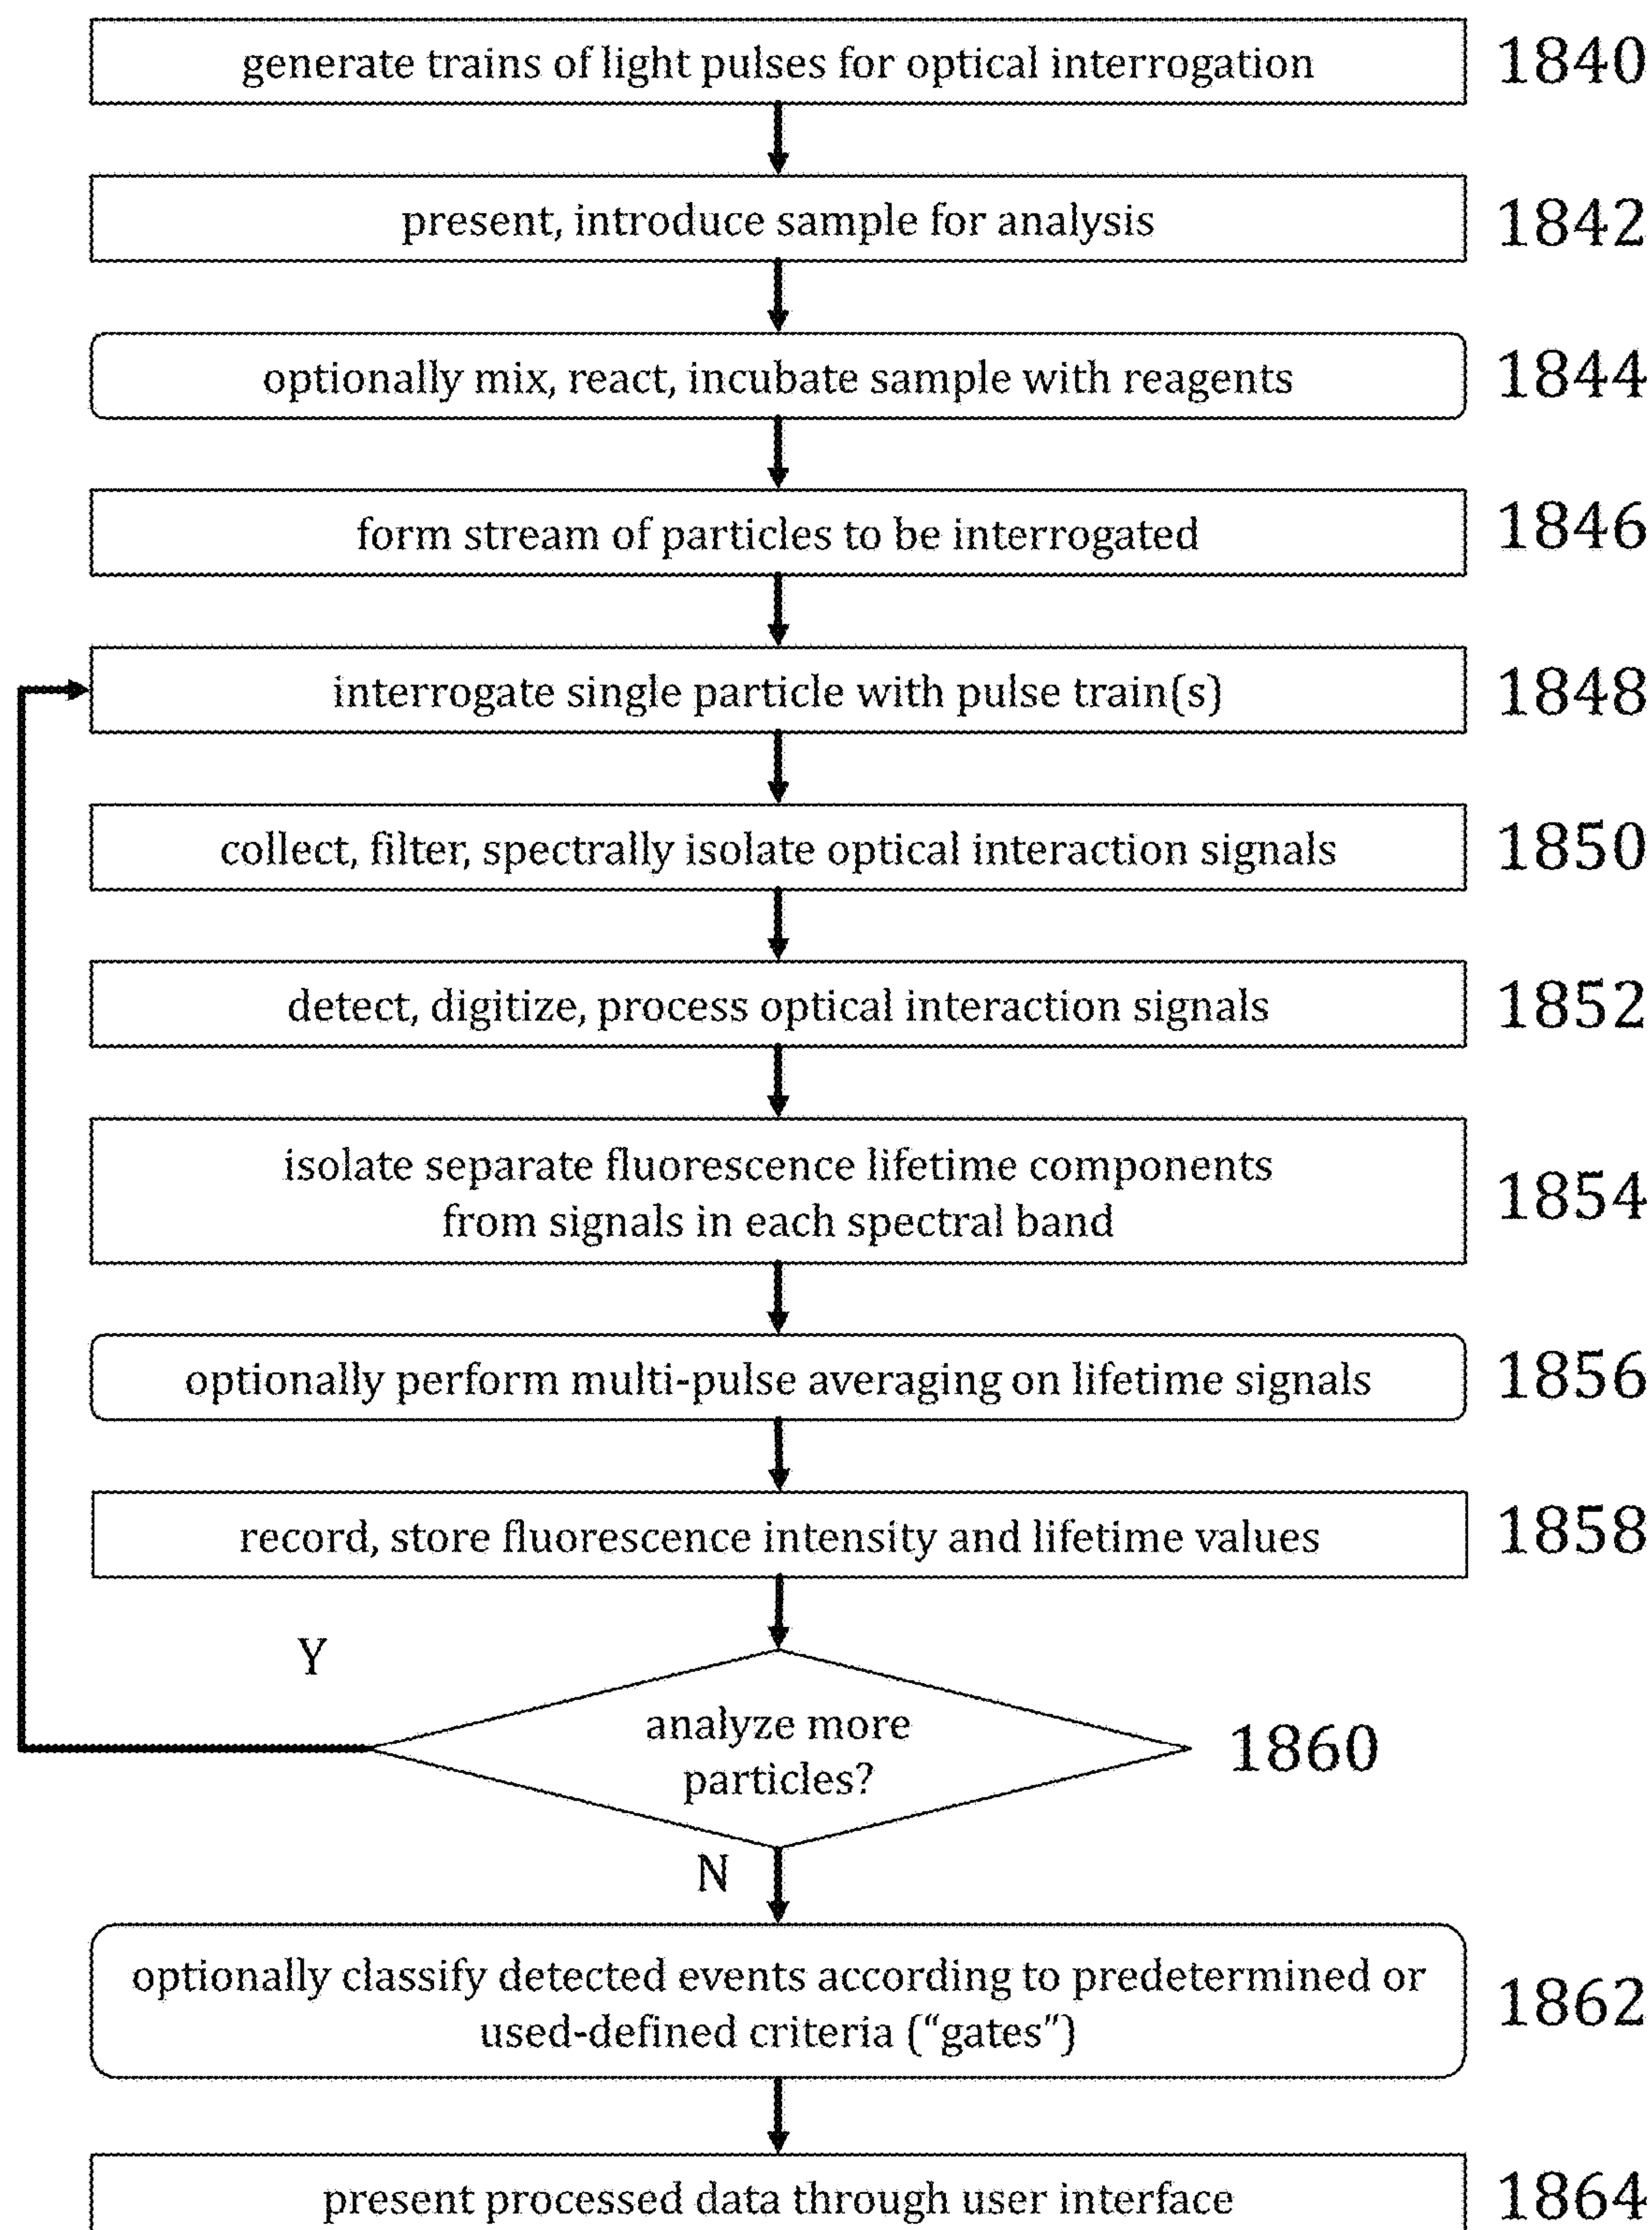 generate trains of light pulses for optical interrogation 1840
present, introduce sample for analysis 1842
optionally mix, react, incubate sample with reagents 1844
form stream of particles to be interrogated 1846
interrogate single particle with pulse train(s) 1848
collect, filter, spectrally isolate optical interaction signals 1850
detect, digitize, process optical interaction signals 1852
isolate separate fluorescence lifetime components
from signals in each spectral band
1854
optionally perform multi-pulse averaging on lifetime signals 1856
record, store fluorescence intensity and lifetime values 1858
Y
analyze more
particles?
1860
N
optionally classify detected events according to predetermined or
used-defined criteria (“gates”)
1862
present processed data through user interface 1864